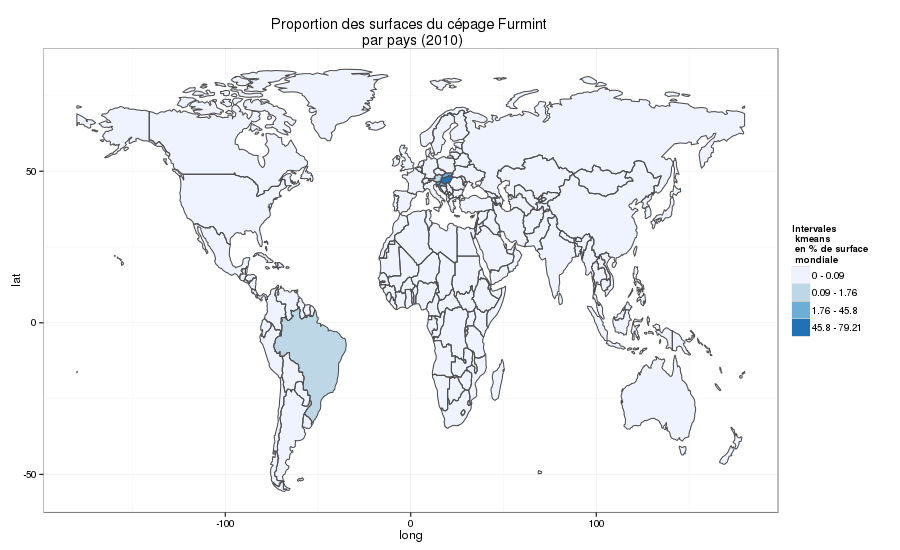 Proportion des surfaces du cépage Furmint
par pays (2010)
50
0
-50
lat
-100
0
100
long
Intervales
kmeans
en % de surface
mondiale
0 - 0.09
0.09 - 1.76
1.76 - 45.8
45.8 - 79.21